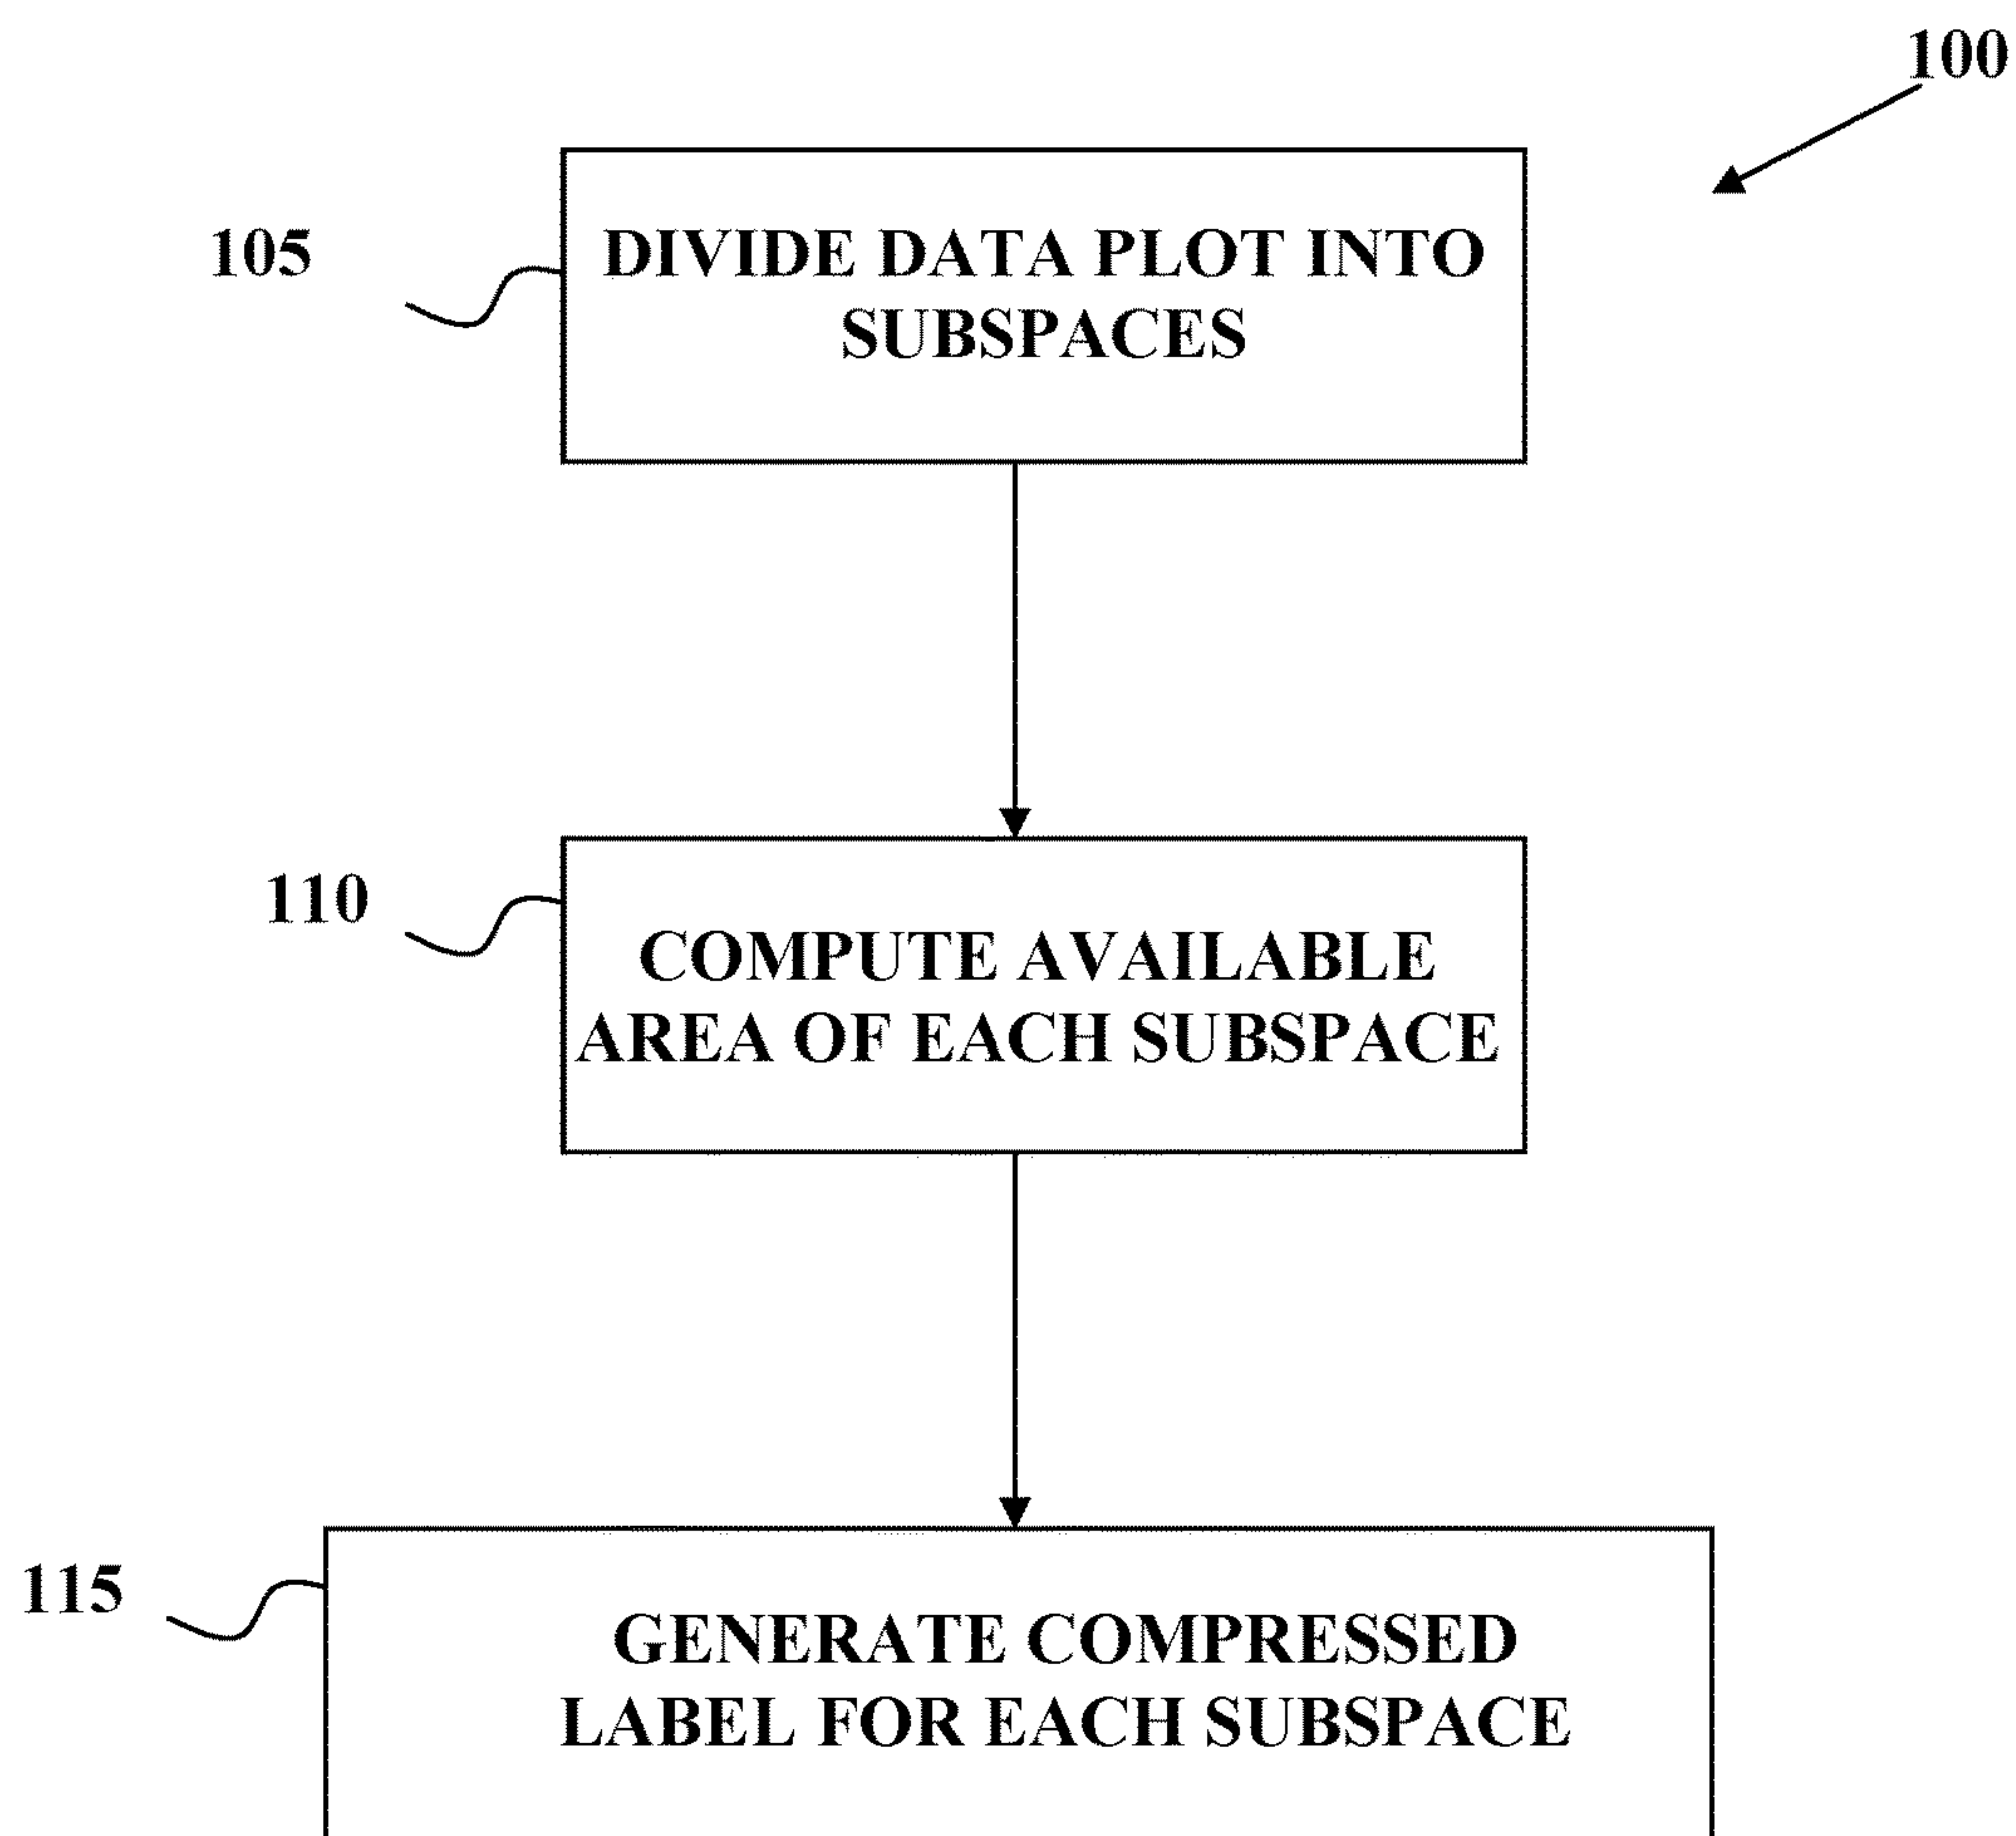 100
105
DIVIDE DATA PLOT INTO
SUBSPACES
110
COMPUTE AVAILABLE
AREA OF EACH SUBSPACE
115
GENERATE COMPRESSED
LABEL FOR EACH SUBSPACE